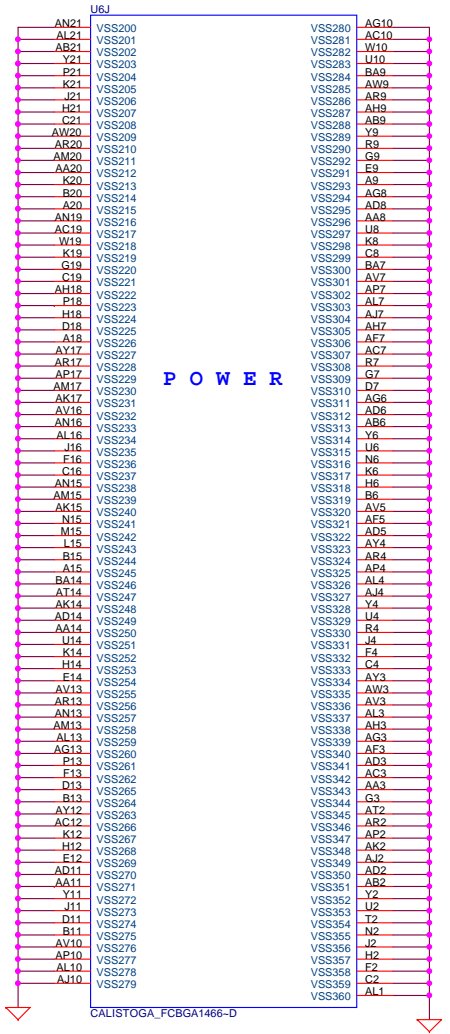 U6J
AN21 VSS200 VSS280 AG10
AL21 VSS201 VSS281 AC10
AB21 VSS202 VSS282 W10
Y21 VSS203 VSS283 U10
P21 VSS204 VSS284 BA9
K21 VSS205 VSS285 AW9
J21 VSS206 VSS286 AR9
H21 VSS207 VSS287 AH9
C21 VSS208 VSS288 AB9
AW20 VSS209 VSS289 Y9
AR20 VSS210 VSS290 R9
AM20 VSS211 VSS292 G9
AA20 VSS212 VSS291 E9
K20 VSS213 VSS293 A9
B20 VSS214 VSS294 AG8
A20 VSS215 VSS295 AD8
AN19 VSS216 VSS296 AA8
AC19 VSS217 VSS297 U8
W19 VSS218 VSS298 K8
K19 VSS219 VSS299 C8
G19 VSS220 VSS300 BA7
C19 VSS221 VSS301 AV7
AH18 VSS222 VSS302 AP7
P18 VSS223 VSS303 AL7
H18 VSS224 VSS304 AJ7
D18 VSS225 VSS305 AH7
A18 VSS226 VSS306 AF7
AY17 VSS227 VSS307 AC7
AR17 VSS228 VSS308 R7
AP17 VSS229 VSS309 G7
POWER
AM17 VSS230 VSS310 D7
AK17 VSS231 VSS311 AG6
AV16 VSS232 VSS312 AD6
AN16 VSS233 VSS313 AB6
AL16 VSS234 VSS314 Y6
J16 VSS235 VSS315 U6
F16 VSS236 VSS316 N6
C16 VSS237 VSS317 K6
AN15 VSS238 VSS318 H6
AM15 VSS239 VSS319 B6
AK15 VSS240 VSS320 AV5
N15 VSS241 VSS321 AF5
M15 VSS242 VSS322 AD5
L15 VSS243 VSS323 AY4
B15 VSS244 VSS324 AR4
A15 VSS245 VSS325 AP4
BA14 VSS246 VSS326 AL4
AT14 VSS247 VSS327 AJ4
AK14 VSS248 VSS328 Y4
AD14 VSS249 VSS329 U4
AA14 VSS250 VSS330 R4
U14 VSS251 VSS331 J4
K14 VSS252 VSS332 F4
H14 VSS253 VSS333 C4
E14 VSS254 VSS334 AY3
AV13 VSS255 VSS335 AW3
AR13 VSS256 VSS336 AV3
AN13 VSS257 VSS337 AL3
AM13 VSS258 VSS338 AH3
AL13 VSS259 VSS339 AG3
AG13 VSS260 VSS340 AF3
P13 VSS261 VSS341 AD3
F13 VSS262 VSS342 AC3
D13 VSS265 VSS343 AA3
B13 VSS264 VSS344 G3
AY12 VSS263 VSS345 AT2
AC12 VSS266 VSS346 AR2
K12 VSS267 VSS347 AP2
H12 VSS268 VSS348 AK2
E12 VSS269 VSS349 AJ2
AD11 VSS270 VSS350 AD2
AA11 VSS271 VSS351 AB2
Y11 VSS272 VSS352 Y2
J11 VSS273 VSS353 U2
D11 VSS274 VSS354 T2
B11 VSS275 VSS355 N2
AV10 VSS276 VSS356 J2
AP10 VSS277 VSS357 H2
AL10 VSS278 VSS358 F2
AJ10 VSS279 VSS359 C2
VSS360 AL1
CALISTOGA_FCBGA1466~D